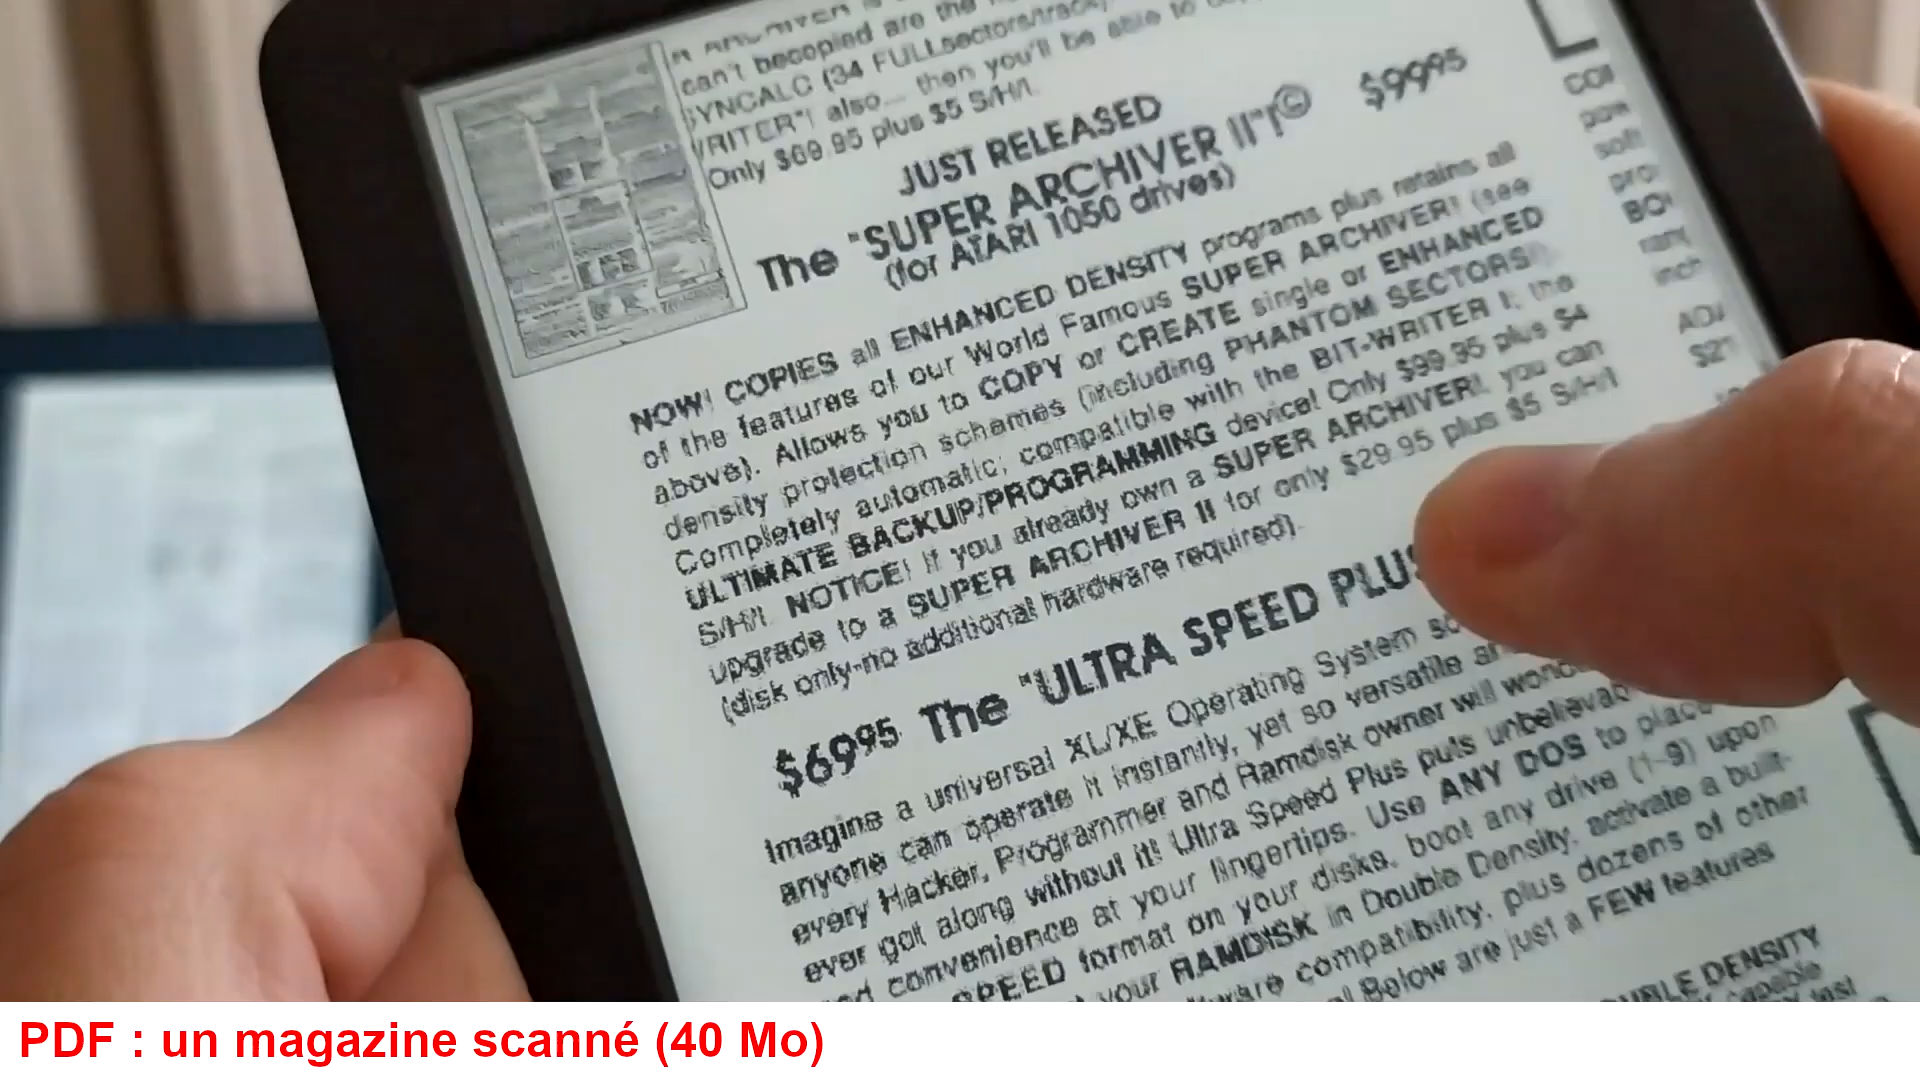 can't becopied are the
SYNCALC (34 FULLsectors/track)
WRITER"! also... then you'll be able to
Only $69.95 plus $5 S/H/I.
JUST RELEASED
The "SUPER ARCHIVER II"!© $99⁹⁵
(for ATARI 1050 drives)
NOW! COPIES all ENHANCED DENSITY programs plus retains all
of the features of our World Famous SUPER ARCHIVER! (see
above). Allows you to COPY or CREATE single or ENHANCED
density protection schemes (including PHANTOM SECTORS!).
Completely automatic; compatible with the BIT-WRITER!; the
ULTIMATE BACKUP/PROGRAMMING device! Only $99.95 plus $4
S/H/I. NOTICE! If you already own a SUPER ARCHIVER!, you can
upgrade to a SUPER ARCHIVER II for only $29.95 plus $5 S/H/I
(disk only-no additional hardware required).
$69⁹⁵ The "ULTRA SPEED PLUS
Imagine a universal XL/XE Operating System so
anyone can operate it instantly, yet so versatile
every Hacker, Programmer and Ramdisk owner will
ever got along without it! Ultra Speed Plus puts
convenience at your fingertips. Use ANY DOS to place
SPEED format on your disks, boot any drive (1-9) upon
your RAMDISK in Double Density, activate a built-
compatibility, plus dozens of other
Below are just a FEW features
DENSITY
PDF : un magazine scanné (40 Mo)